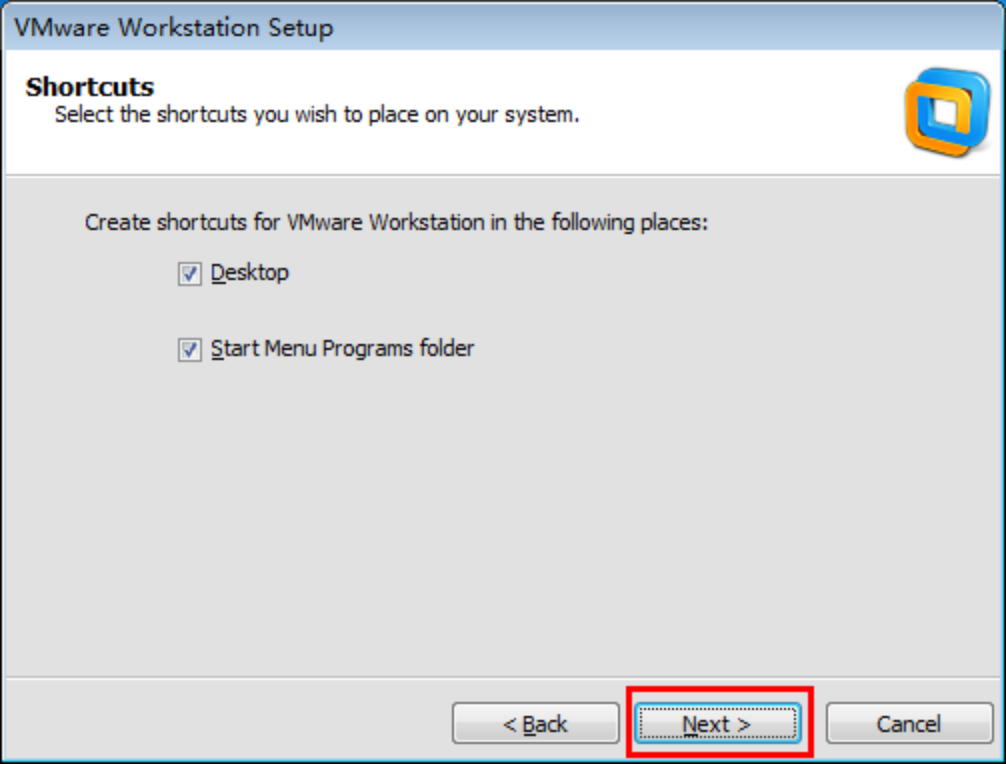 VMware Workstation Setup
Shortcuts
Select the shortcuts you wish to place on your system.
Create shortcuts for VMware Workstation in the following places:
Desktop
Start Menu Programs folder
< Back Next > Cancel